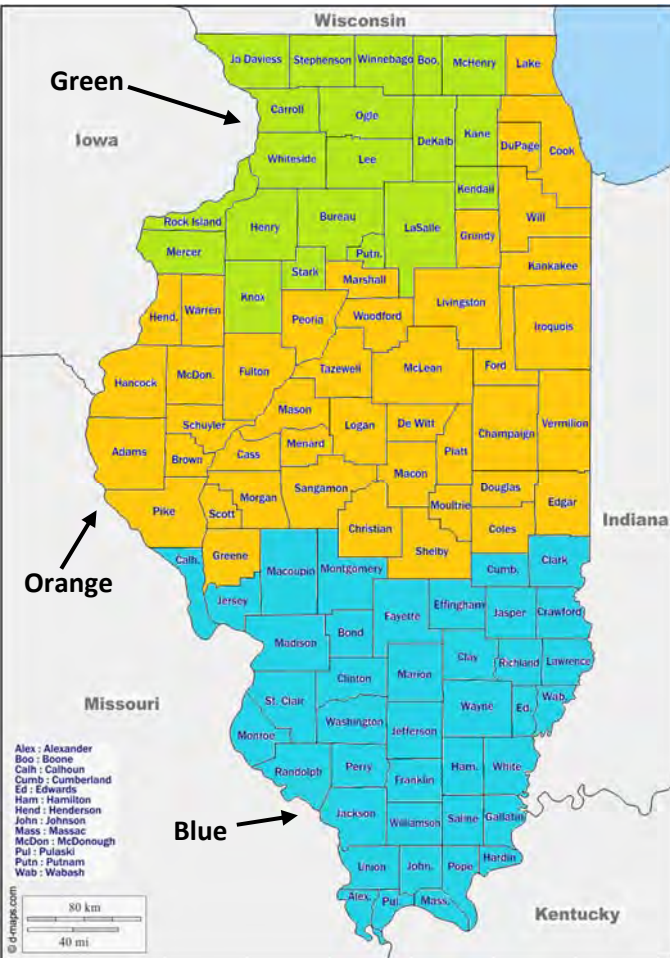 Wisconsin
Jo Daviess
Stephenson
Winnebago
Boo.
McHenry
Lake
Green
Carroll
Ogle
DeKalb
Kane
DuPage
Cook
Iowa
Whiteside
Lee
Kendall
Will
Rock Island
Henry
Bureau
LaSalle
Grundy
Mercer
Putn.
Kankakee
Stark
Marshall
Knox
Livingston
Hend.
Warren
Peoria
Woodford
Iroquois
Hancock
McDon.
Fulton
Tazewell
McLean
Ford
Mason
Schuyler
Logan
De Witt
Champaign
Vermilion
Adams
Brown
Cass
Menard
Piatt
Macon
Pike
Scott
Morgan
Sangamon
Douglas
Edgar
Moultrie
Christian
Coles
Indiana
Shelby
Calh.
Greene
Macoupin
Montgomery
Cumb.
Clark
Orange
Jersey
Fayette
Effingham
Jasper
Crawford
Madison
Bond
Clay
Richland
Lawrence
Clinton
Marion
Missouri
St. Clair
Wayne
Ed.
Wab.
Washington
Jefferson
Monroe
Randolph
Perry
Franklin
Ham.
White
Blue
Jackson
Williamson
Saline
Gallatin
Union
John.
Pope
Hardin
Alex.
Pul.
Mass.
Kentucky
Alex : Alexander
Boo : Boone
Calh : Calhoun
Cumb : Cumberland
Ed : Edwards
Ham : Hamilton
Hend : Henderson
John : Johnson
Mass : Massac
McDon : McDonough
Pul : Pulaski
Putn : Putnam
Wab : Wabash
80 km
40 mi
© d-maps.com